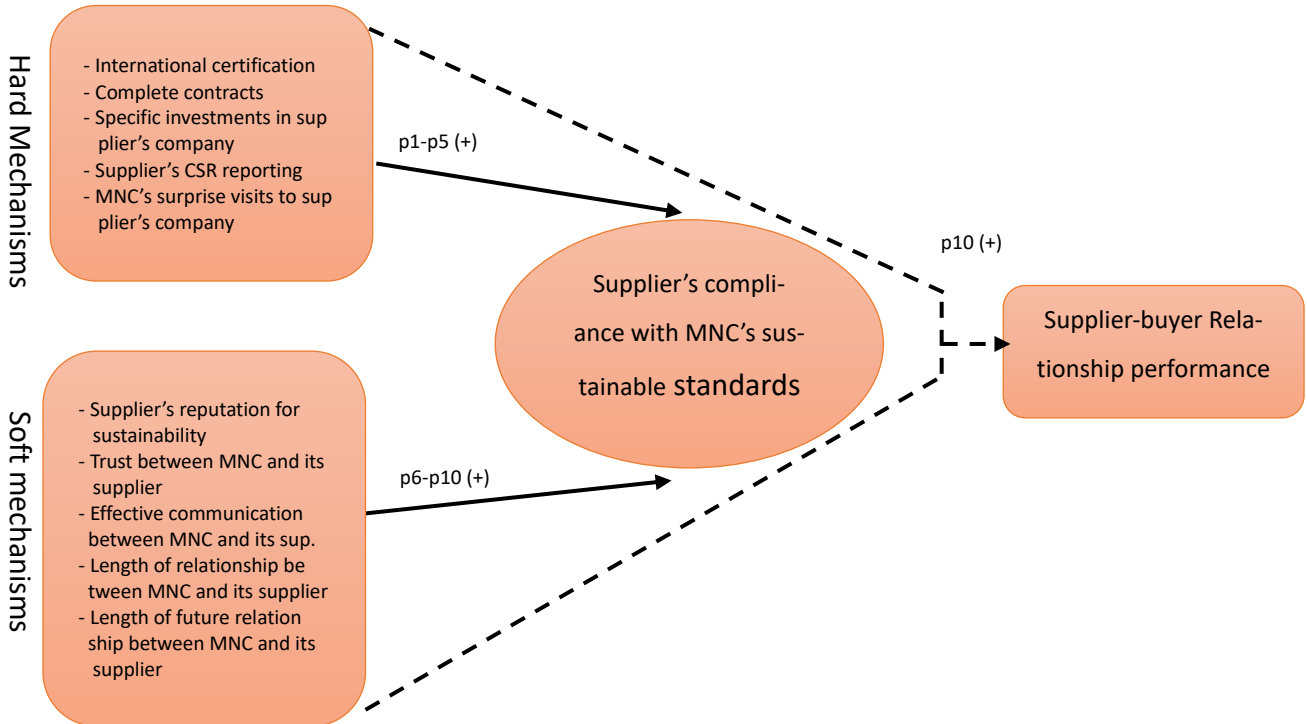 Hard Mechanisms
- International certification
- Complete contracts
- Specific investments in sup
plier’s company
- Supplier’s CSR reporting
- MNC’s surprise visits to sup
plier’s company
p1-p5 (+)
Supplier’s compli-
ance with MNC’s sus-
tainable standards
p10 (+)
Supplier-buyer Rela-
tionship performance
Soft mechanisms
- Supplier’s reputation for
sustainability
- Trust between MNC and its
supplier
- Effective communication
between MNC and its sup.
- Length of relationship be
tween MNC and its supplier
- Length of future relation
ship between MNC and its
supplier
p6-p10 (+)